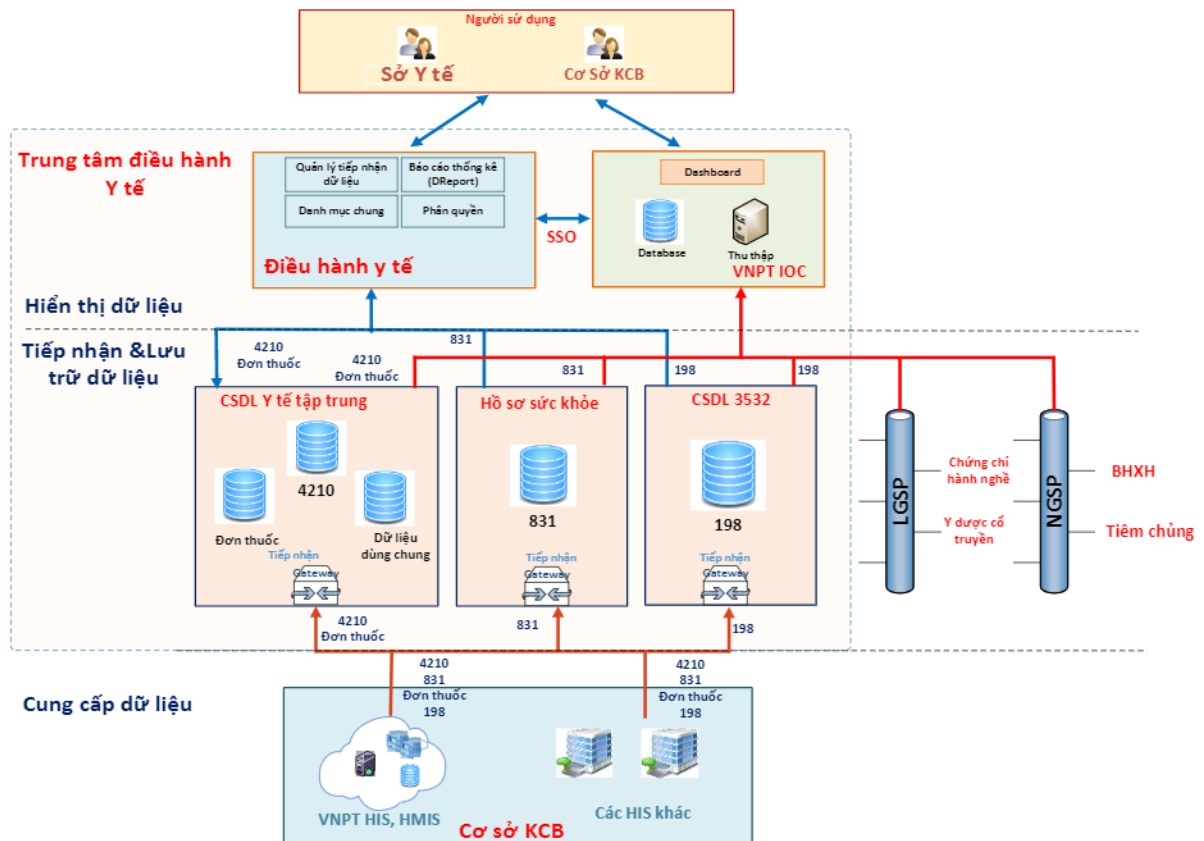 Người sử dụng
Sở Y tế
Cơ Sở KCB
Trung tâm điều hành
Y tế
Quản lý tiếp nhận
dữ liệu
Báo cáo thống kê
(DReport)
Danh mục chung
Phân quyền
Điều hành y tế
SSO
Dashboard
Database
Thu thập
VNPT IOC
Hiển thị dữ liệu
Tiếp nhận &Lưu
trữ dữ liệu
4210
Đơn thuốc
4210
Đơn thuốc
831
831
198
198
CSDL Y tế tập trung
4210
Đơn thuốc
Dữ liệu
dùng chung
Tiếp nhận
Gateway
Hồ sơ sức khỏe
831
Tiếp nhận
Gateway
CSDL 3532
198
Tiếp nhận
Gateway
LGSP
Chứng chỉ
hành nghề
Y dược cổ
truyền
NGSP
BHXH
Tiêm chủng
4210
Đơn thuốc
831
198
Cung cấp dữ liệu
4210
831
Đơn thuốc
198
4210
831
Đơn thuốc
198
VNPT HIS, HMIS
Các HIS khác
Cơ sở KCB